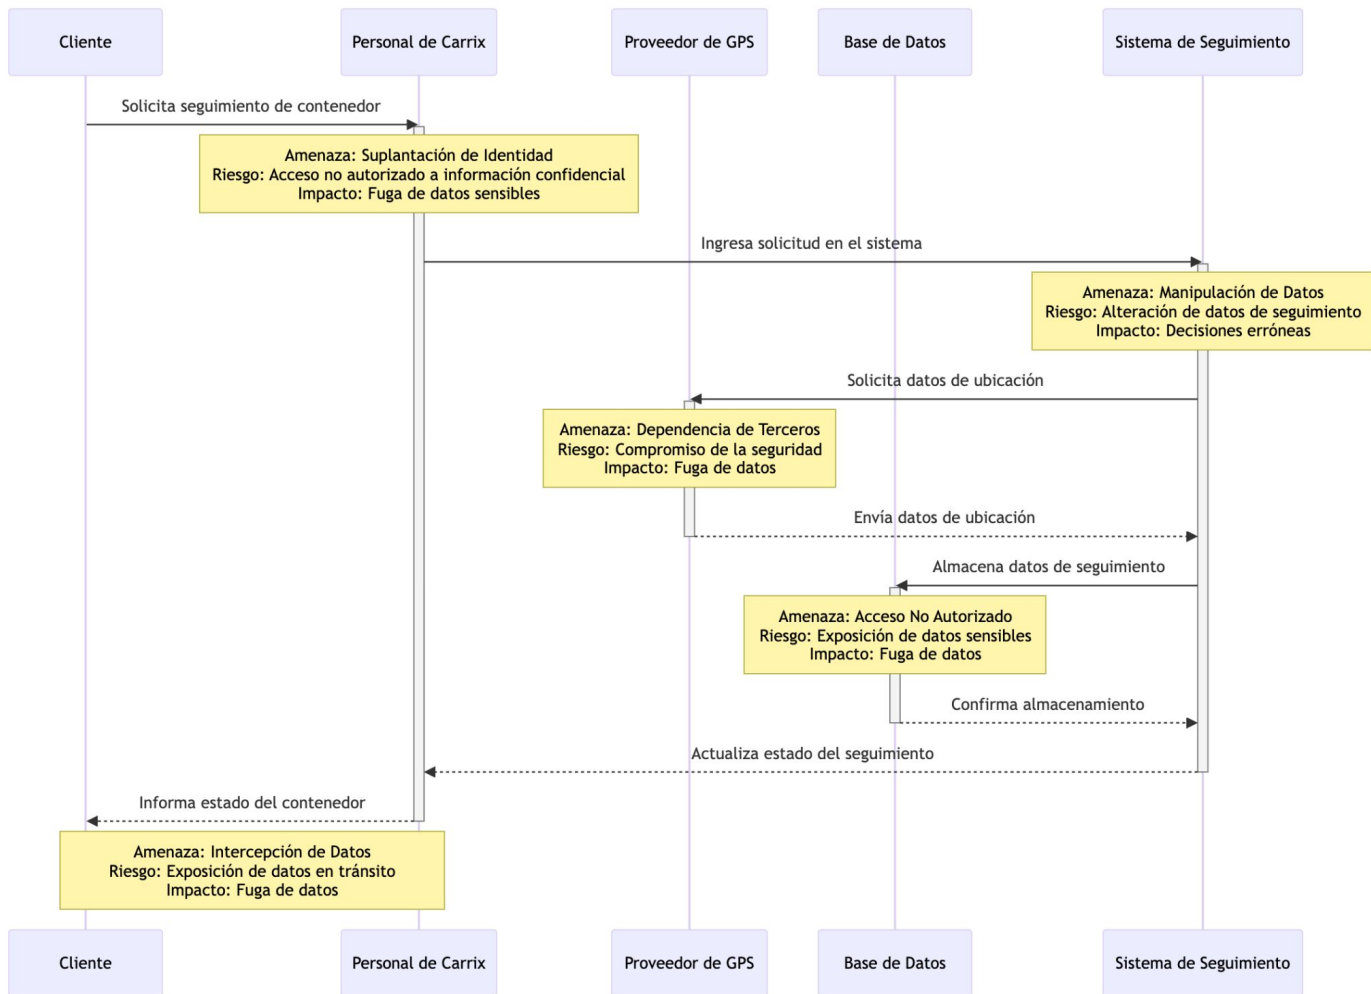 Cliente
Personal de Carrix
Proveedor de GPS
Base de Datos
Sistema de Seguimiento
Solicita seguimiento de contenedor
Amenaza: Suplantación de Identidad
Riesgo: Acceso no autorizado a información confidencial
Impacto: Fuga de datos sensibles
Ingresa solicitud en el sistema
Amenaza: Manipulación de Datos
Riesgo: Alteración de datos de seguimiento
Impacto: Decisiones erróneas
Solicita datos de ubicación
Amenaza: Dependencia de Terceros
Riesgo: Compromiso de la seguridad
Impacto: Fuga de datos
Envía datos de ubicación
Almacena datos de seguimiento
Amenaza: Acceso No Autorizado
Riesgo: Exposición de datos sensibles
Impacto: Fuga de datos
Confirma almacenamiento
Actualiza estado del seguimiento
Informa estado del contenedor
Amenaza: Intercepción de Datos
Riesgo: Exposición de datos en tránsito
Impacto: Fuga de datos
Cliente
Personal de Carrix
Proveedor de GPS
Base de Datos
Sistema de Seguimiento